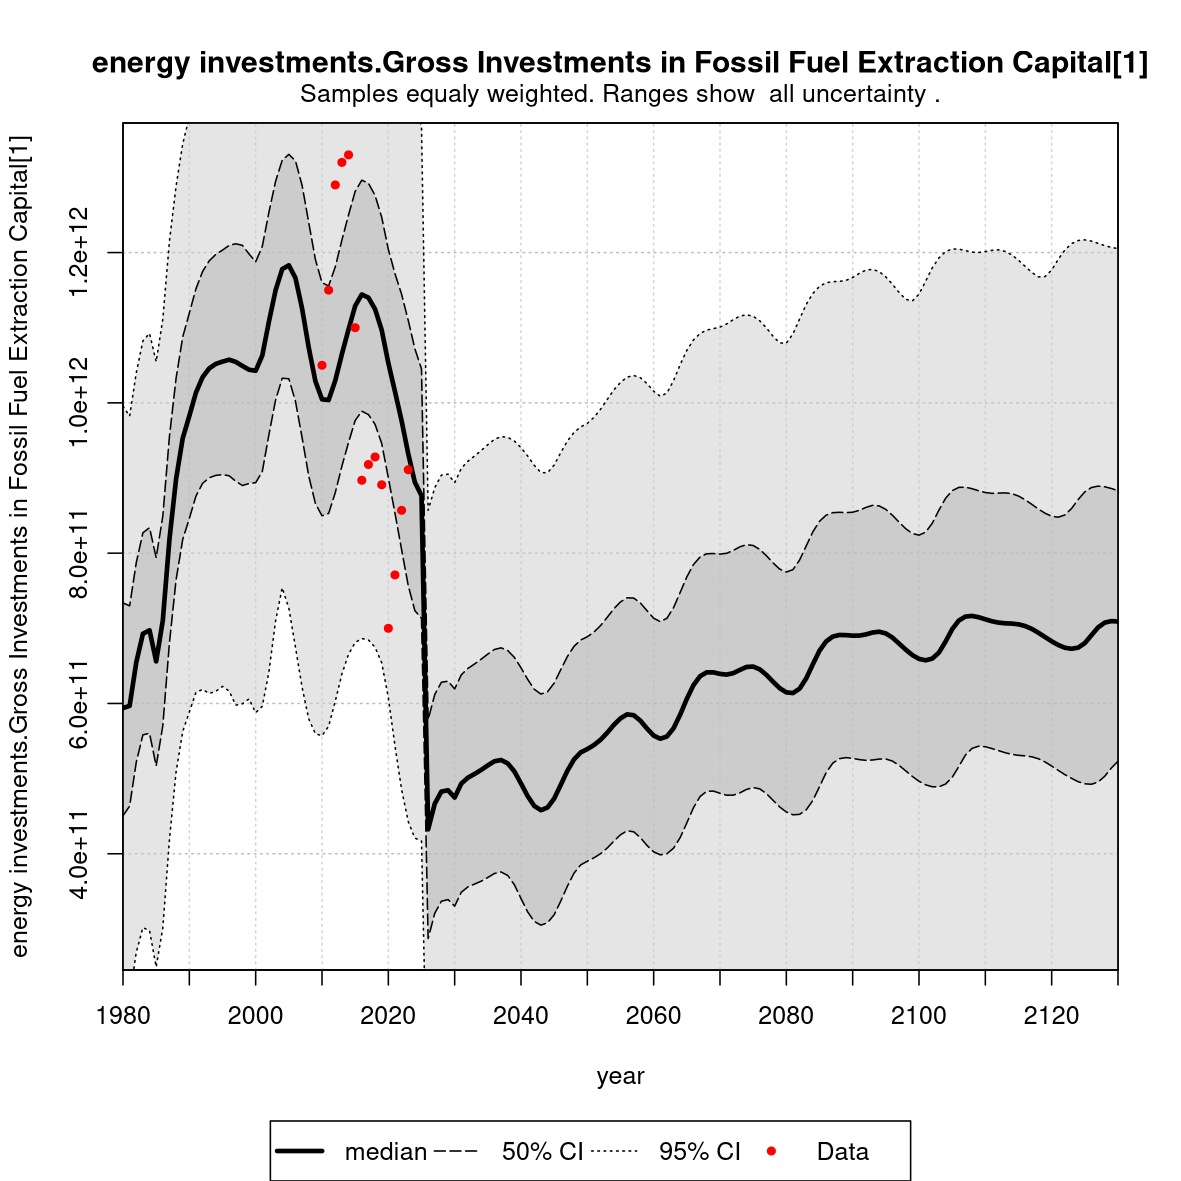 energy investments.Gross Investments in Fossil Fuel Extraction Capital[1]
Samples equaly weighted. Ranges show  all uncertainty .
energy investments.Gross Investments in Fossil Fuel Extraction Capital[1]
1.2e+12
1.0e+12
8.0e+11
6.0e+11
4.0e+11
1980 2000 2020 2040 2060 2080 2100 2120
year
median 50% CI 95% CI Data